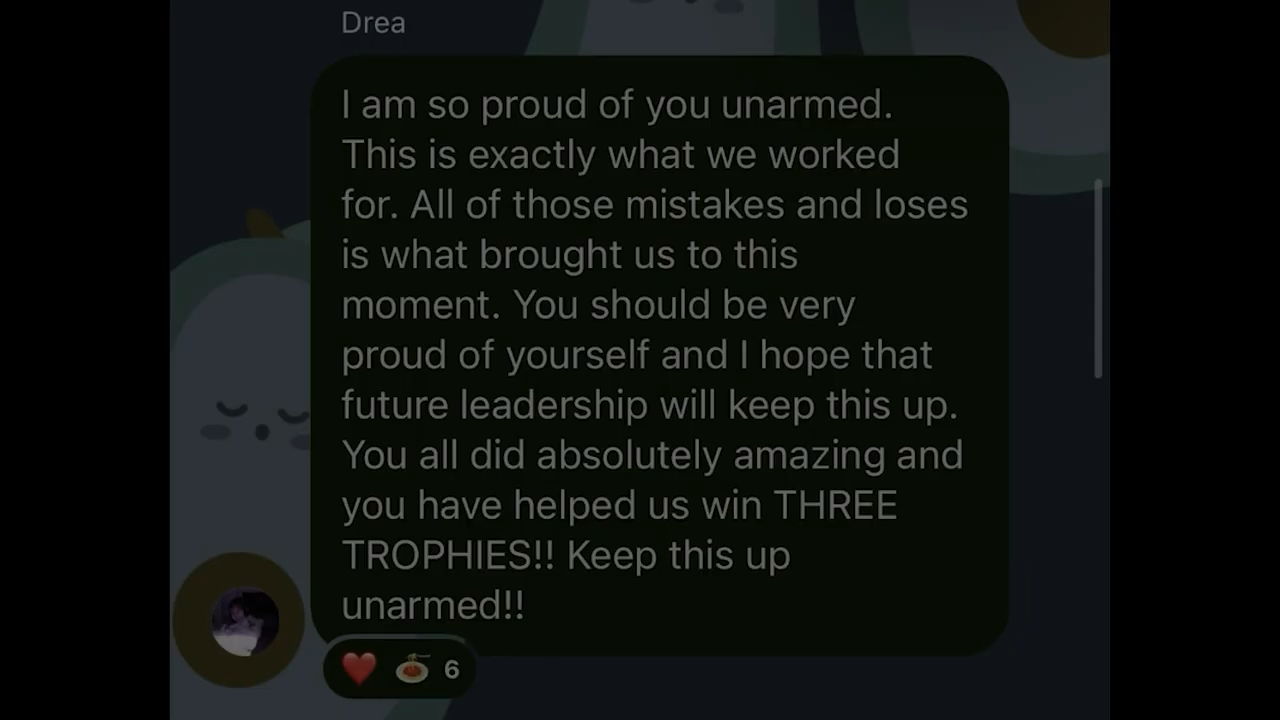 Drea
I am so proud of you unarmed.
This is exactly what we worked
for. All of those mistakes and loses
is what brought us to this
moment. You should be very
proud of yourself and I hope that
future leadership will keep this up.
You all did absolutely amazing and
you have helped us win THREE
TROPHIES!! Keep this up
unarmed!!
6